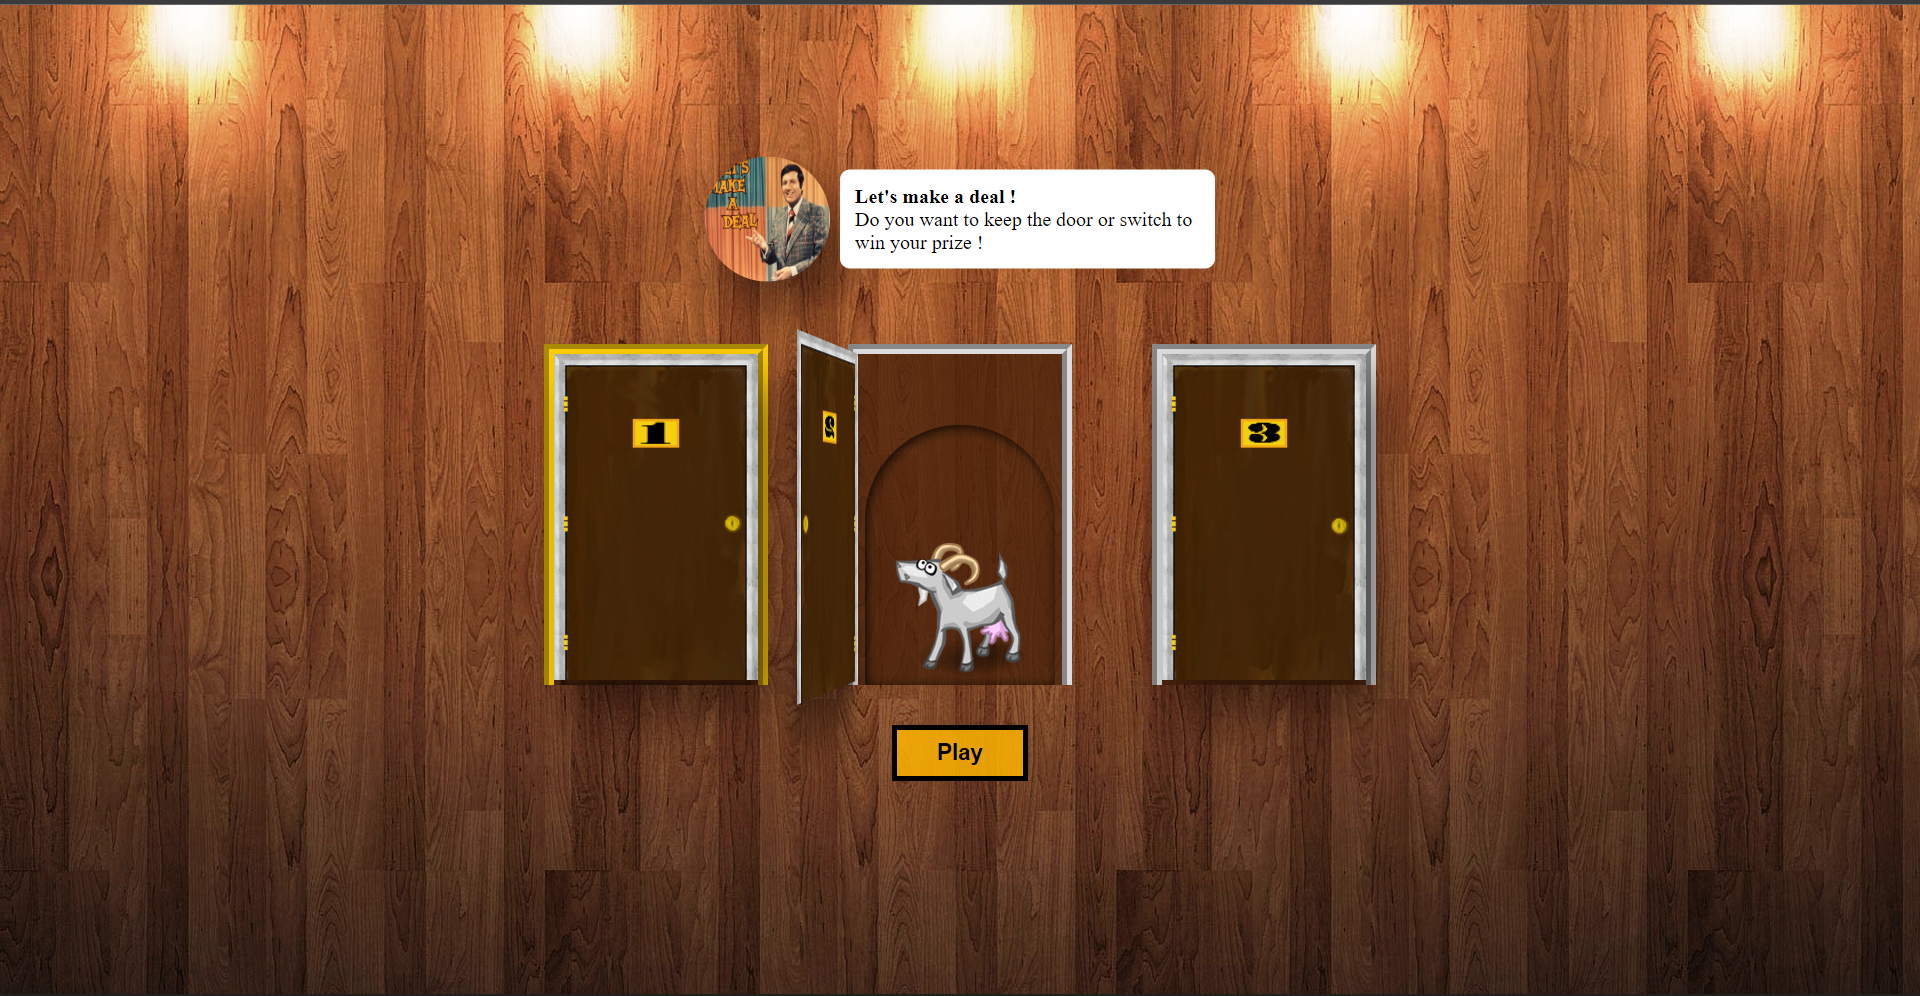 LET'S
MAKE
A
DEAL
Let's make a deal !
Do you want to keep the door or switch to
win your prize !
1
2
3
Play